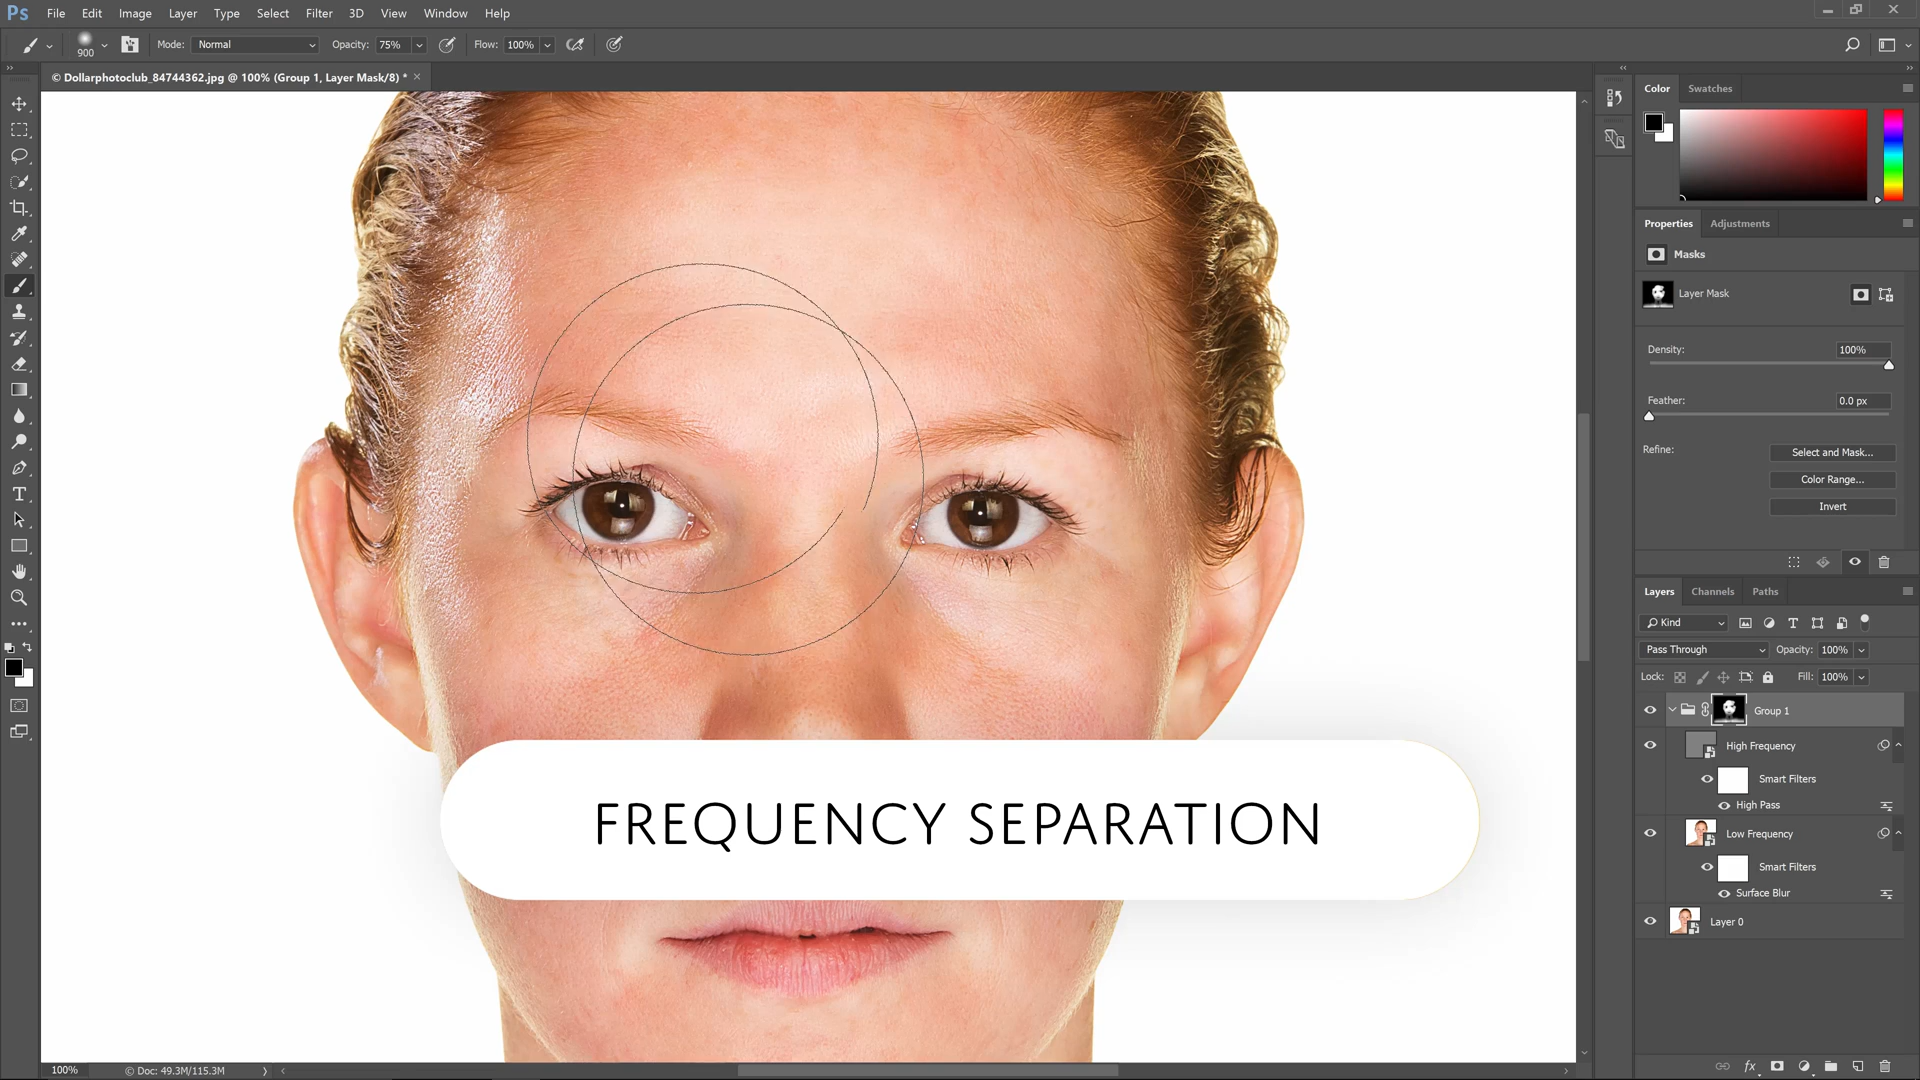 Ps File Edit Image Layer Type Select Filter 3D View Window Help
900 Mode: Normal Opacity: 75% Flow: 100%
© Dollarphotoclub_84744362.jpg @ 100% (Group 1, Layer Mask/8) * ×
Color Swatches
Properties Adjustments
Masks
Layer Mask
Density: 100%
Feather: 0.0 px
Refine: Select and Mask...
Color Range...
Invert
Layers Channels Paths
Kind
Pass Through Opacity: 100%
Lock: Fill: 100%
Group 1
High Frequency
Smart Filters
High Pass
Low Frequency
Smart Filters
Surface Blur
Layer 0
FREQUENCY SEPARATION
100% © Doc: 49.3M/115.3M
fx